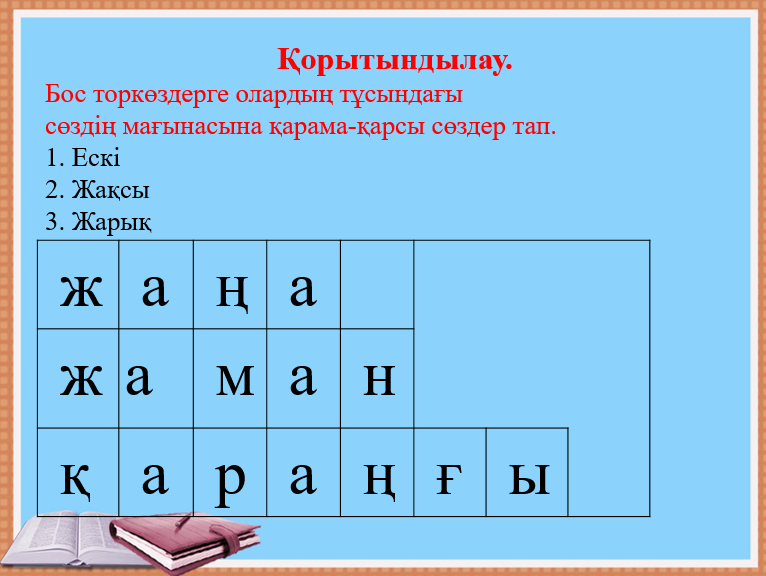 Қорытындылау.
Бос торкөздерге олардың тұсындағы
сөздің мағынасына қарама-қарсы сөздер тап.
1. Ескі
2. Жақсы
3. Жарық
ж а ң а
ж а м а н
қ а р а ң ғ ы